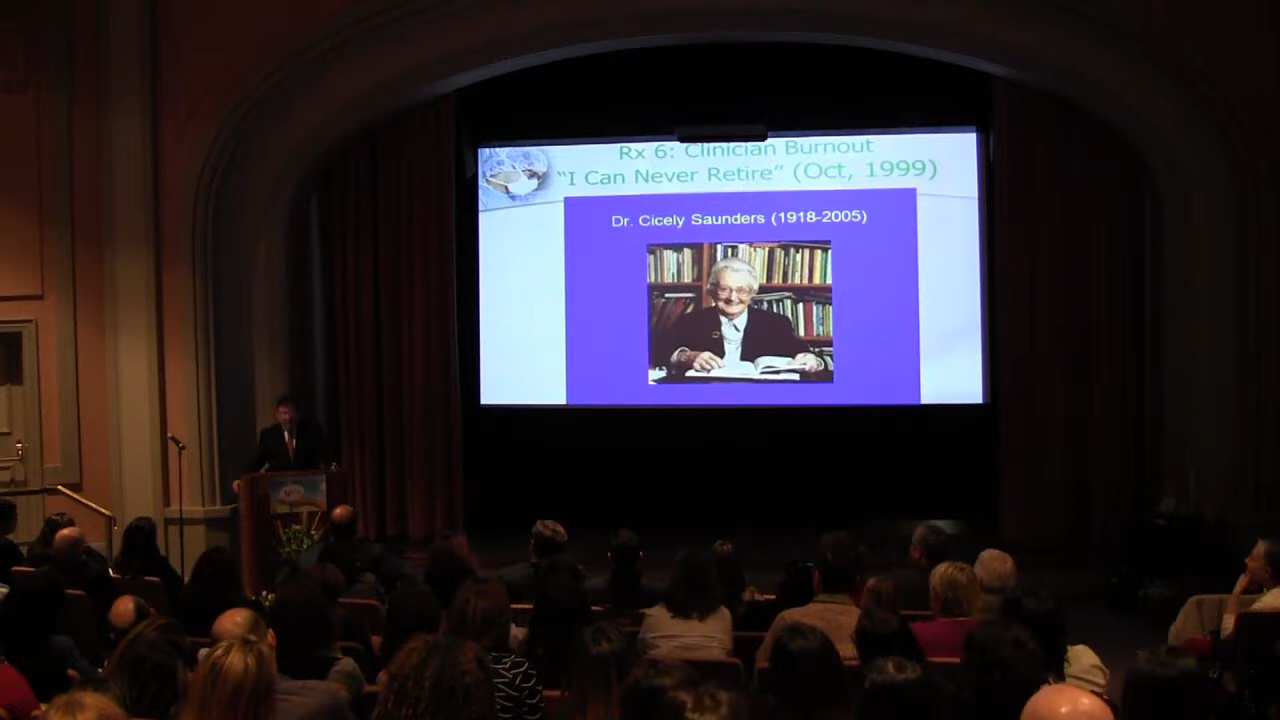 Rx 6: Clinician Burnout
“I Can Never Retire” (Oct, 1999)
Dr. Cicely Saunders (1918-2005)